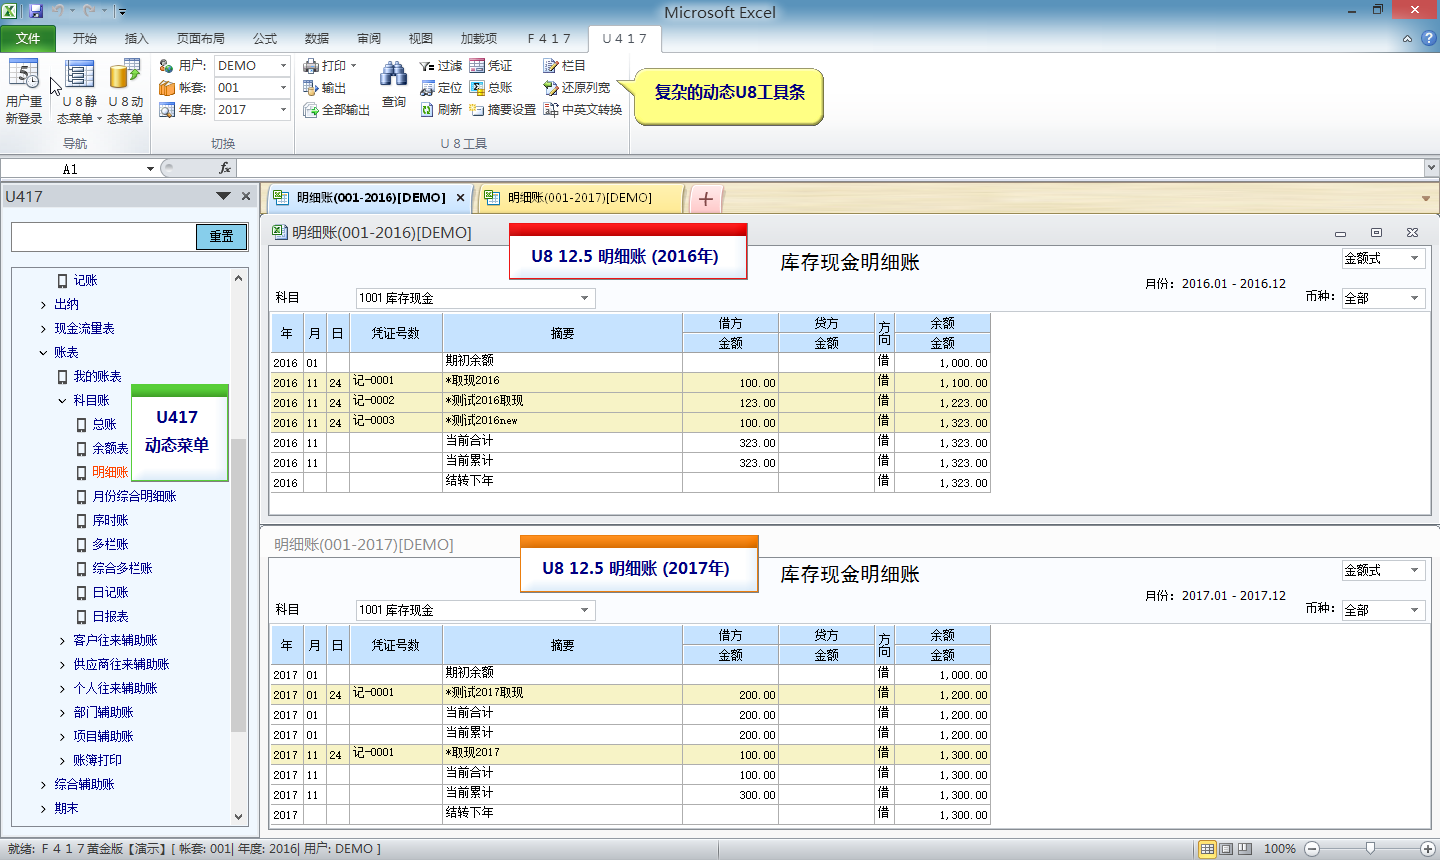 Microsoft Excel
文件 开始 插入 页面布局 公式 数据 审阅 视图 加载项 F 4 1 7 U 4 1 7
用户重新登录
U 8 静态菜单
U 8 动态菜单
导航
用户: DEMO
帐套: 001
年度: 2017
切换
打印
输出
全部输出
查询
过滤 凭证 栏目
定位 总账 还原列宽
刷新 摘要设置 中英文转换
U 8 工具
复杂的动态U8工具条
A1 fx
U417
重置
记账
出纳
现金流量表
账表
我的账表
科目账
总账
余额表
明细账
月份综合明细账
序时账
多栏账
综合多栏账
日记账
日报表
客户往来辅助账
供应商往来辅助账
个人往来辅助账
部门辅助账
项目辅助账
账簿打印
综合辅助账
期末
U417
动态菜单
明细账(001-2016)[DEMO] 明细账(001-2017)[DEMO]
明细账(001-2016)[DEMO]
U8 12.5 明细账 (2016年)
库存现金明细账
金额式
月份: 2016.01 - 2016.12
科目 1001 库存现金 币种: 全部
年 月 日 凭证号数 摘要 借方 贷方 方向 余额
金额 金额 金额
2016 01 期初余额 借 1,000.00
2016 11 24 记-0001 *取现2016 100.00 借 1,100.00
2016 11 24 记-0002 *测试2016取现 123.00 借 1,223.00
2016 11 24 记-0003 *测试2016new 100.00 借 1,323.00
2016 11 当前合计 323.00 借 1,323.00
2016 11 当前累计 323.00 借 1,323.00
2016 结转下年 借 1,323.00
明细账(001-2017)[DEMO]
U8 12.5 明细账 (2017年)
库存现金明细账
金额式
月份: 2017.01 - 2017.12
科目 1001 库存现金 币种: 全部
年 月 日 凭证号数 摘要 借方 贷方 方向 余额
金额 金额 金额
2017 01 期初余额 借 1,000.00
2017 01 24 记-0001 *测试2017取现 200.00 借 1,200.00
2017 01 当前合计 200.00 借 1,200.00
2017 01 当前累计 200.00 借 1,200.00
2017 11 24 记-0001 *取现2017 100.00 借 1,300.00
2017 11 当前合计 100.00 借 1,300.00
2017 11 当前累计 300.00 借 1,300.00
2017 结转下年 借 1,300.00
就绪: F 4 1 7 黄金版【演示】[ 帐套: 001| 年度: 2016| 用户: DEMO ] 100%